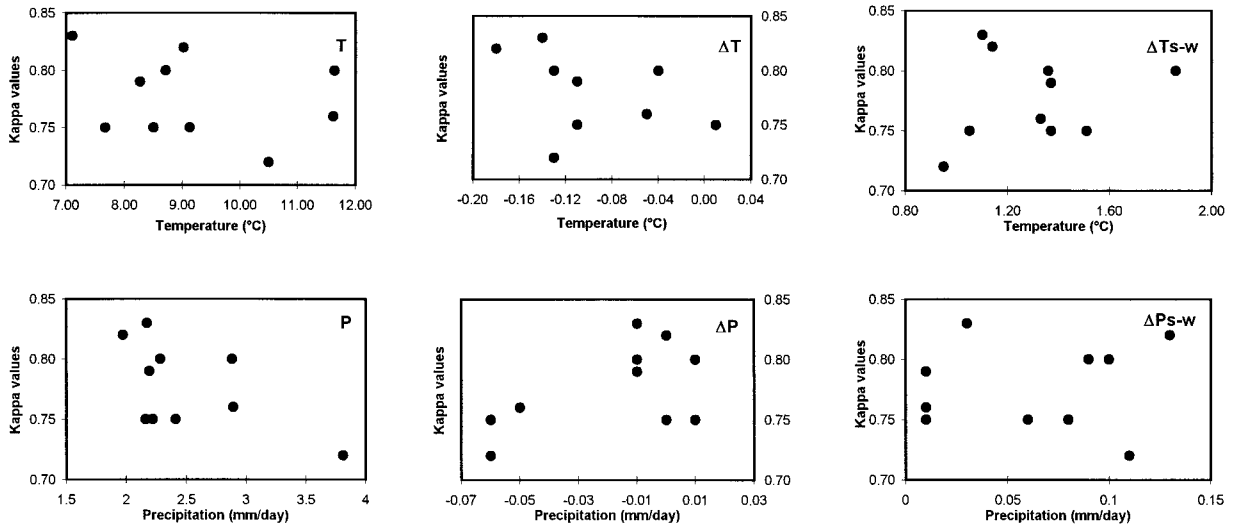 0.85
0.80
0.75
0.70
Kappa values
T
7.00 8.00 9.00 10.00 11.00 12.00
Temperature (°C)
Kappa values
ΔT
0.85
0.80
0.75
0.70
-0.20 -0.16 -0.12 -0.08 -0.04 0.00 0.04
Temperature (°C)
0.85
0.80
0.75
0.70
Kappa values
ΔTs-w
0.80 1.20 1.60 2.00
Temperature (°C)
0.85
0.80
0.75
0.70
Kappa values
P
1.5 2 2.5 3 3.5 4
Precipitation (mm/day)
Kappa values
ΔP
0.85
0.80
0.75
0.70
-0.07 -0.05 -0.03 -0.01 0.01 0.03
Precipitation (mm/day)
0.85
0.80
0.75
0.70
Kappa values
ΔPs-w
0 0.05 0.1 0.15
Precipitation (mm/day)